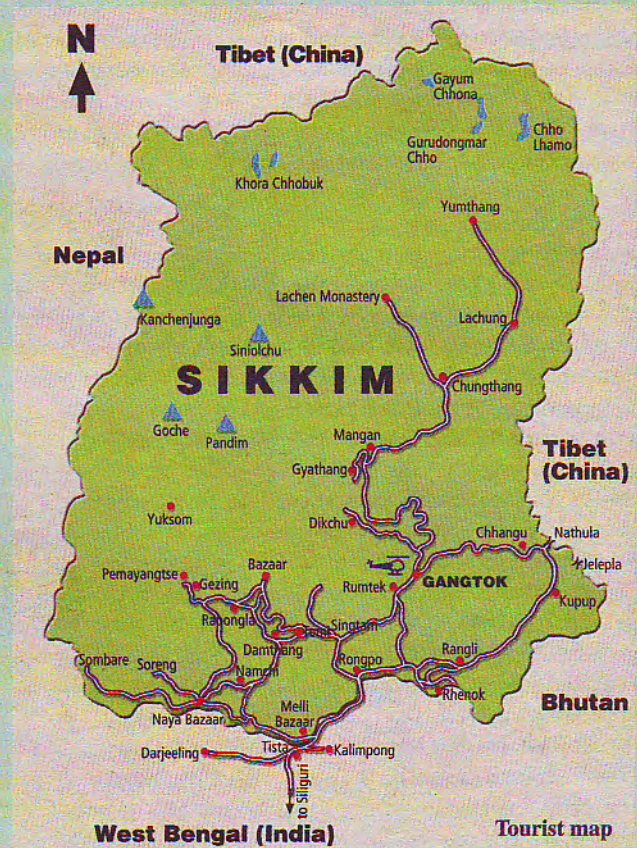 N
Tibet (China)
Gayum
Chhona
Gurudongmar
Chho
Chho
Lhamo
Khora Chhobuk
Yumthang
Nepal
Lachen Monastery
Kanchenjunga
Lachung
Siniolchu
SIKKIM
Chungthang
Goche
Pandim
Mangan
Gyathang
Tibet
(China)
Yuksom
Dikchu
Chhangu
Nathula
Jelepla
Pemayangtse
Gezing
Bazaar
Rumtek
GANGTOK
Kupup
Rabongla
Singtam
Temi
Damthang
Sombare
Soreng
Namchi
Rongpo
Rangli
Rhenok
Bhutan
Naya Bazaar
Melli
Bazaar
Darjeeling
Tista
Kalimpong
to Siliguri
West Bengal (India)
Tourist map